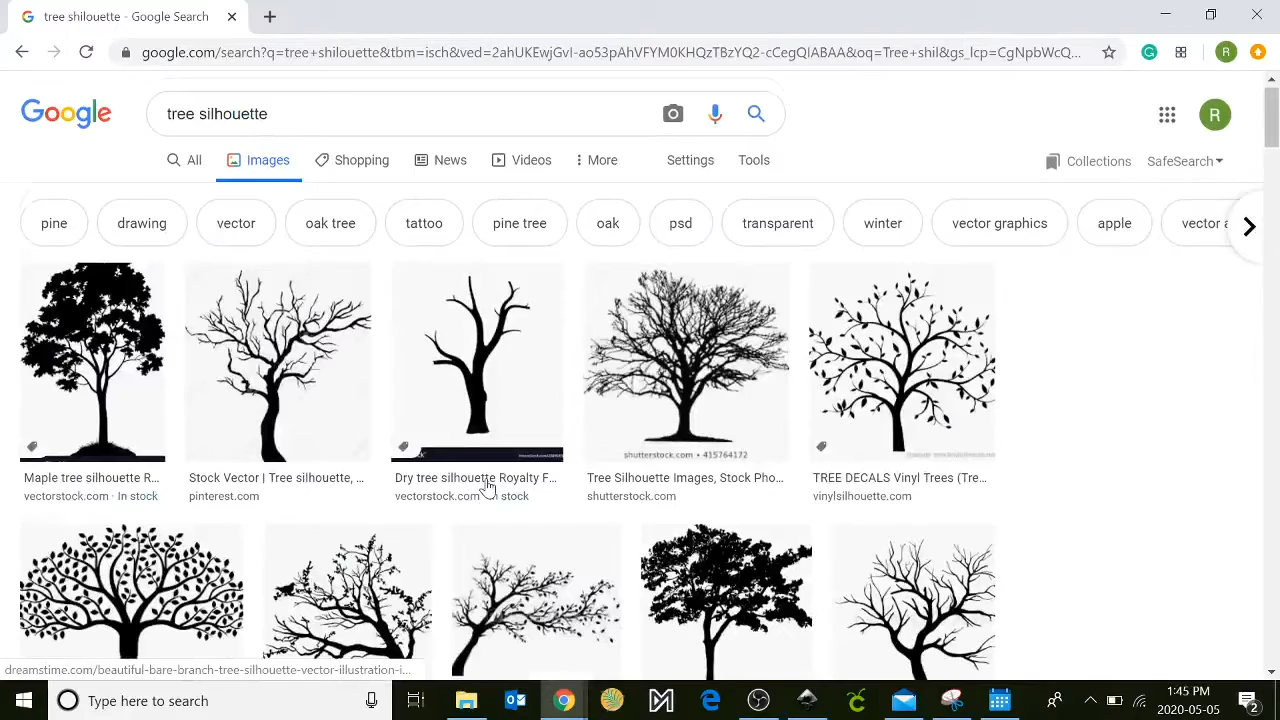 tree shilouette - Google Search
google.com/search?q=tree+shilouette&tbm=isch&ved=2ahUKEwjGvI-ao53pAhVFYM0KHQzTBzYQ2-cCegQIABAA&oq=Tree+shil&gs_lcp=CgNpbWcQ...
R
Google
tree silhouette
R
All
Images
Shopping
News
Videos
More
Settings
Tools
Collections
SafeSearch
pine
drawing
vector
oak tree
tattoo
pine tree
oak
psd
transparent
winter
vector graphics
apple
vector a
shutterstock.com • 415764172
Maple tree silhouette R...
Stock Vector | Tree silhouette, ...
Dry tree silhouette Royalty F...
Tree Silhouette Images, Stock Pho...
TREE DECALS Vinyl Trees (Tre...
vectorstock.com · In stock
pinterest.com
vectorstock.com In stock
shutterstock.com
vinylsilhouette.com
dreamstime.com/beautiful-bare-branch-tree-silhouette-vector-illustration-i...
Type here to search
1:45 PM
2020-05-05
2